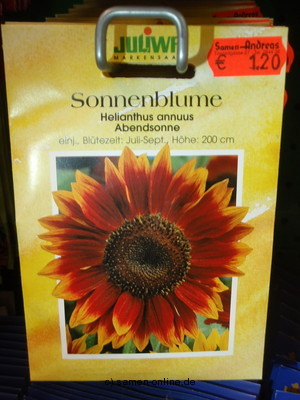 JULIWA
MARKENSAAT
Samen-Andreas
€ 1.20
Sonnenblume
Helianthus annuus
Abendsonne
einj., Blütezeit: Juli-Sept., Höhe: 200 cm